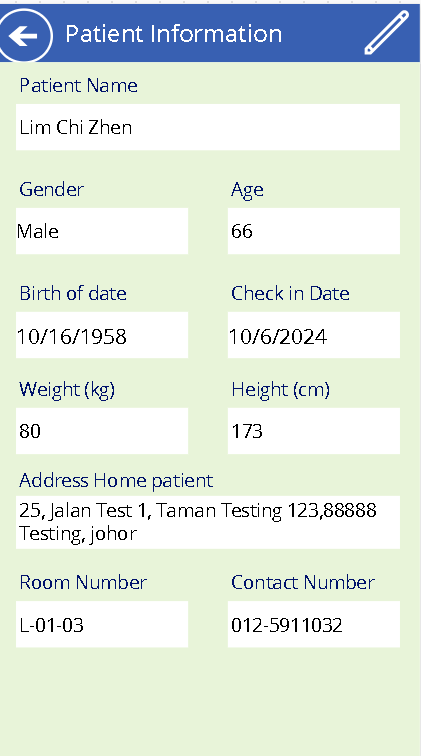 Patient Information
Patient Name
Lim Chi Zhen
Gender
Age
Male
66
Birth of date
Check in Date
10/16/1958
10/6/2024
Weight (kg)
Height (cm)
80
173
Address Home patient
25, Jalan Test 1, Taman Testing 123,88888
Testing, johor
Room Number
Contact Number
L-01-03
012-5911032